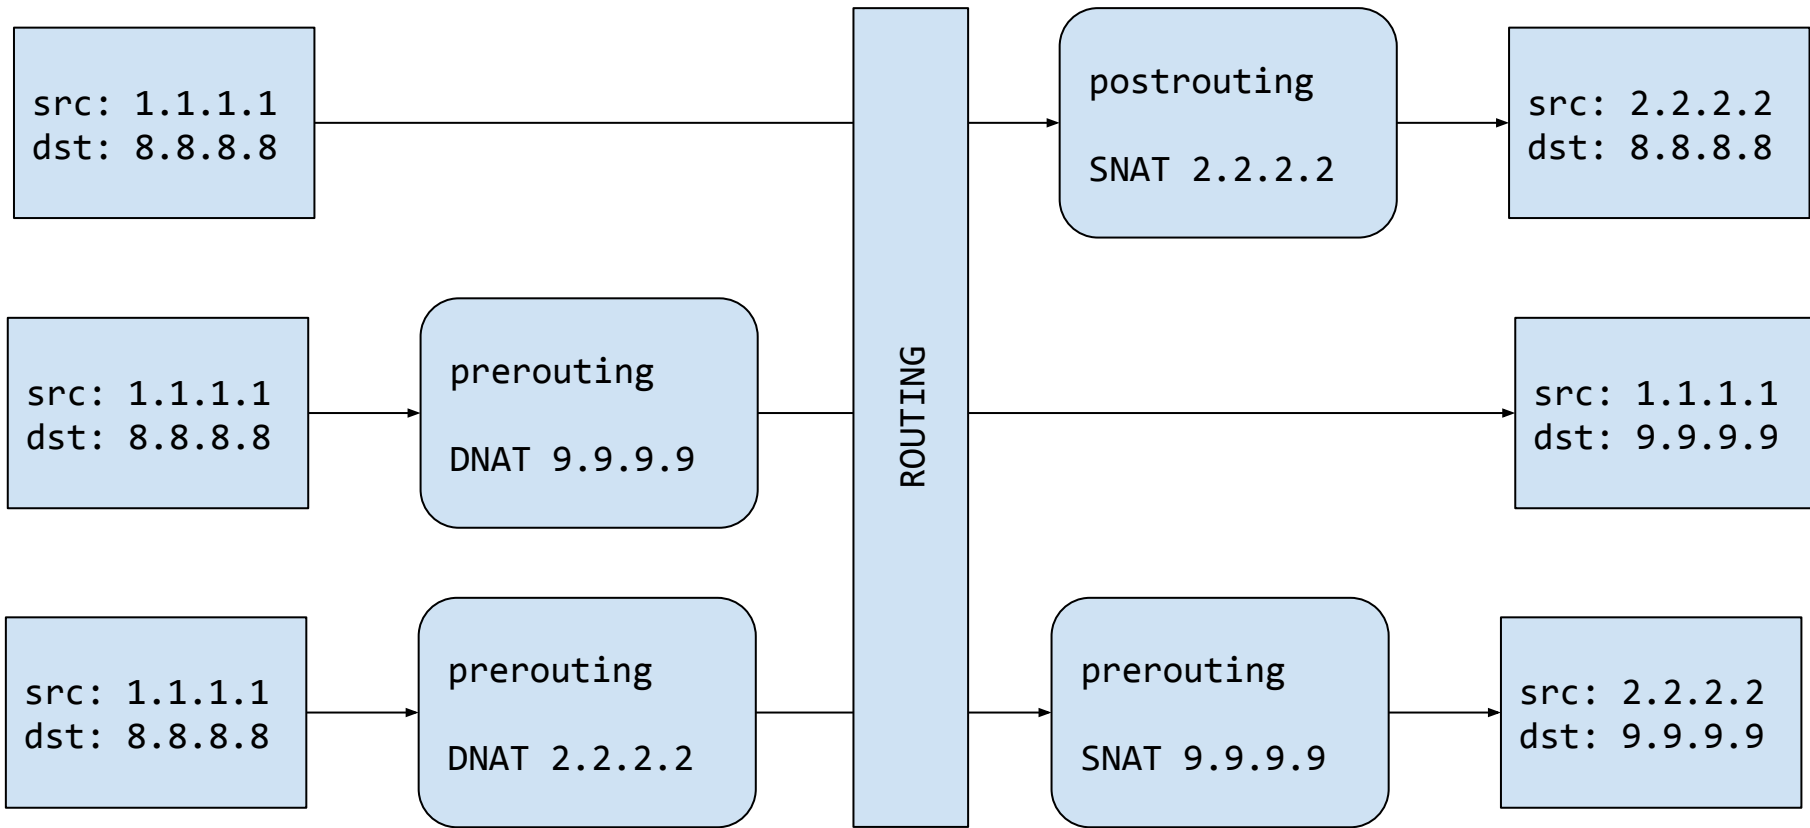 src: 1.1.1.1
dst: 8.8.8.8
postrouting
SNAT 2.2.2.2
src: 2.2.2.2
dst: 8.8.8.8
src: 1.1.1.1
dst: 8.8.8.8
prerouting
DNAT 9.9.9.9
ROUTING
src: 1.1.1.1
dst: 9.9.9.9
src: 1.1.1.1
dst: 8.8.8.8
prerouting
DNAT 2.2.2.2
prerouting
SNAT 9.9.9.9
src: 2.2.2.2
dst: 9.9.9.9